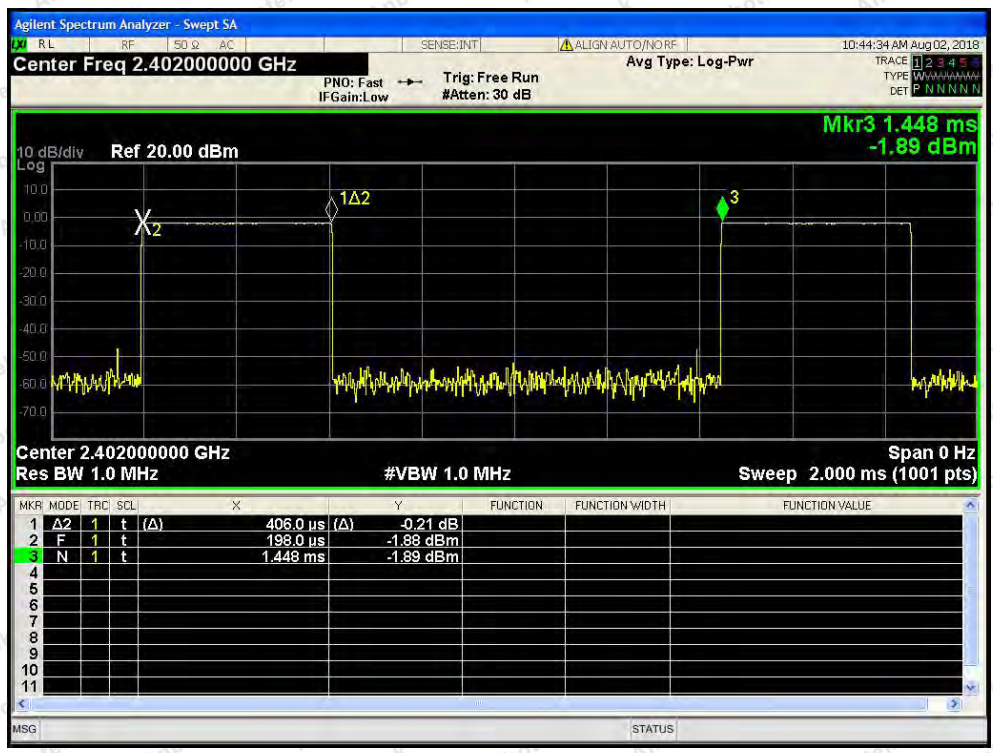 Agilent Spectrum Analyzer - Swept SA
LXI RL RF 50 Ω AC SENSE:INT ALIGN AUTO/NO RF 10:44:34 AM Aug 02, 2018
Center Freq 2.402000000 GHz Avg Type: Log-Pwr TRACE 1 2 3 4 5 6
PNO: Fast Trig: Free Run TYPE WWWWWW
IFGain:Low #Atten: 30 dB DET P N N N N N
Mkr3 1.448 ms
10 dB/div Ref 20.00 dBm -1.89 dBm
Log
10.0
1Δ2 3
0.00
2
-10.0
-20.0
-30.0
-40.0
-50.0
-60.0
-70.0
Center 2.402000000 GHz Span 0 Hz
Res BW 1.0 MHz #VBW 1.0 MHz Sweep 2.000 ms (1001 pts)
MKR MODE TRC SCL X Y FUNCTION FUNCTION WIDTH FUNCTION VALUE
1 Δ2 1 t (Δ) 406.0 µs (Δ) -0.21 dB
2 F 1 t 198.0 µs -1.88 dBm
3 N 1 t 1.448 ms -1.89 dBm
4
5
6
7
8
9
10
11
MSG STATUS